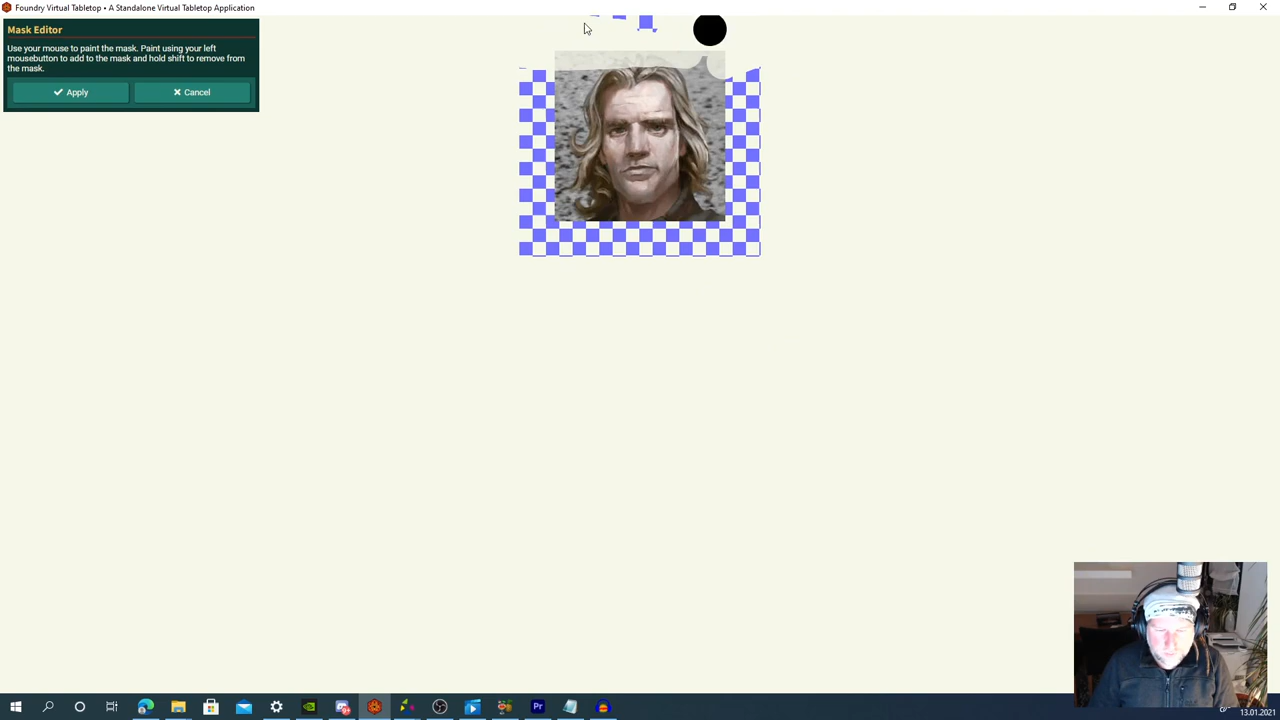 Foundry Virtual Tabletop • A Standalone Virtual Tabletop Application
Mask Editor
Use your mouse to paint the mask. Paint using your left
mousebutton to add to the mask and hold shift to remove from
the mask.
Apply
Cancel
Pr
13.01.2021